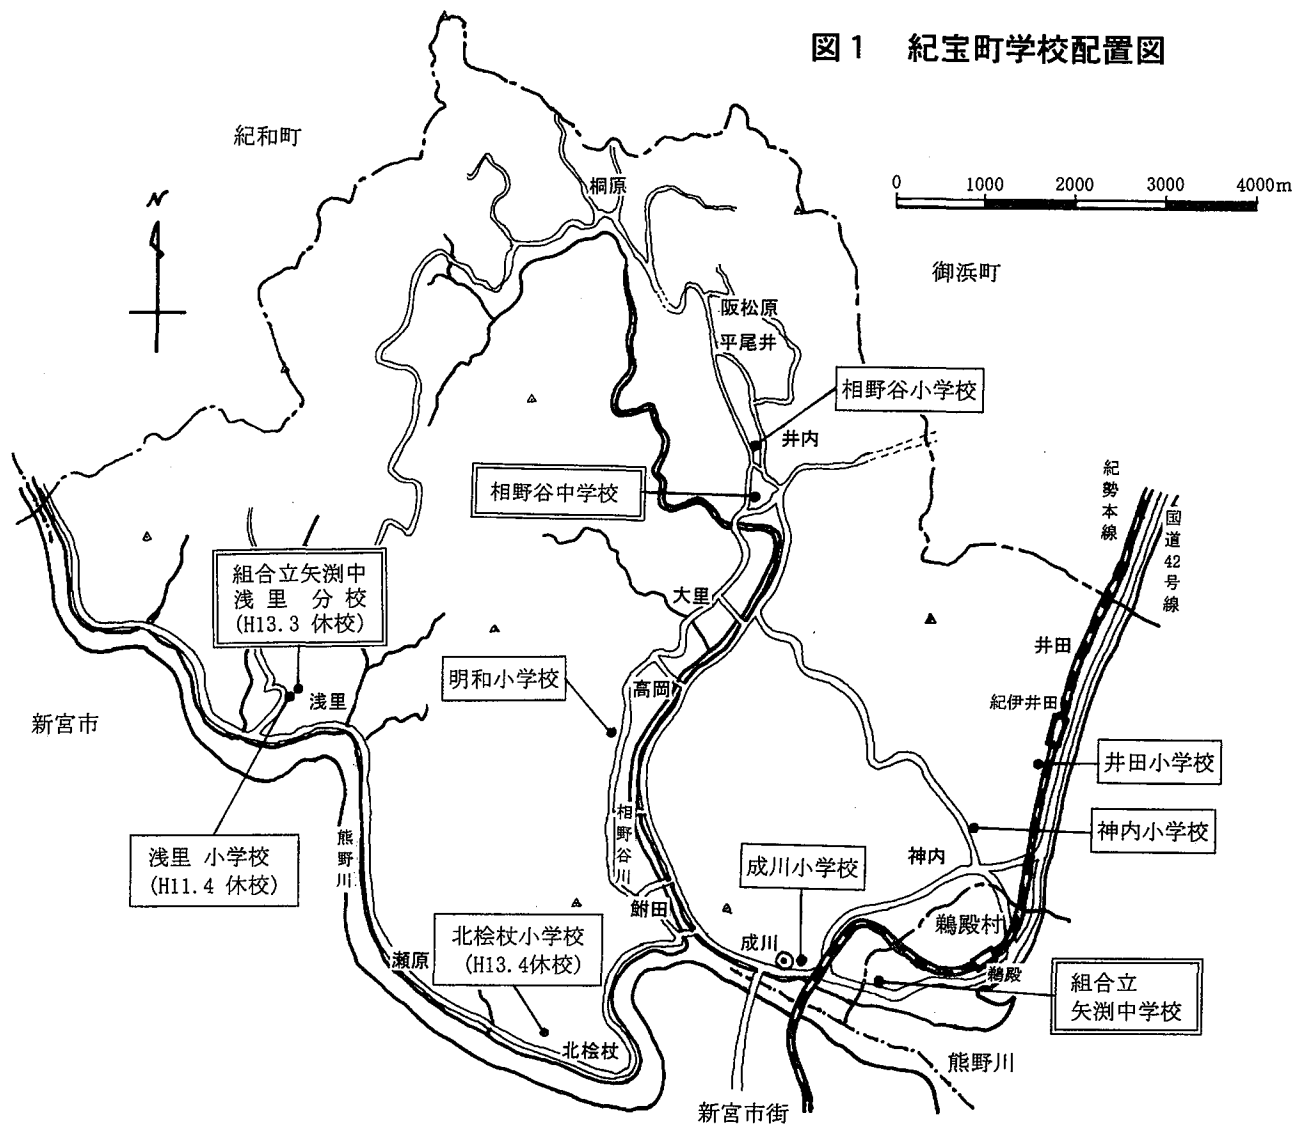 図1 紀宝町学校配置図
紀和町
N
0 1000 2000 3000 4000m
桐原
御浜町
阪松原
平尾井
相野谷小学校
井内
相野谷中学校
紀勢本線
国道42号線
組合立矢渕中
浅里分校
(H13.3 休校)
大里
井田
明和小学校
高岡
浅里
紀伊井田
新宮市
井田小学校
相野谷川
神内小学校
熊野川
浅里 小学校
(H11.4 休校)
神内
成川小学校
鮒田
鵜殿村
北桧杖小学校
(H13.4休校)
成川
瀬原
鵜殿
組合立
矢渕中学校
北桧杖
熊野川
新宮市街